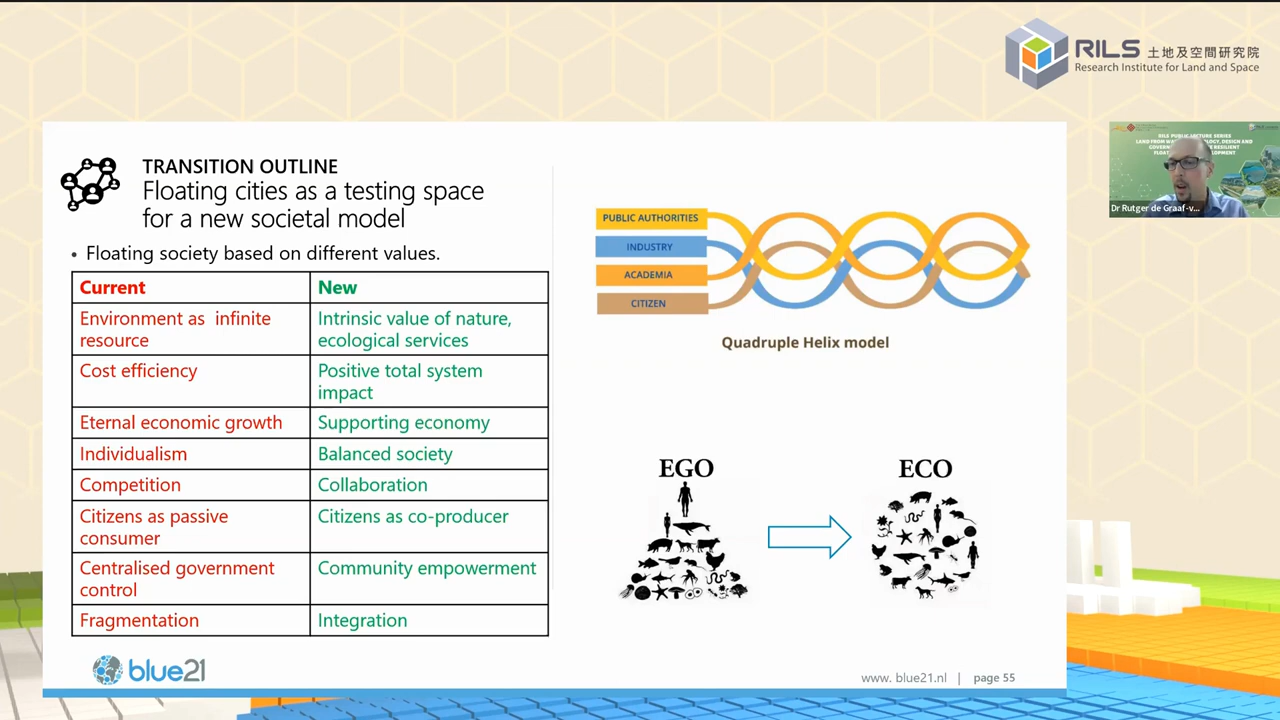 RILS 土地及空間研究院
Research Institute for Land and Space
RILS PUBLIC LECTURE SERIES
Dr Rutger de Graaf-v...
TRANSITION OUTLINE
Floating cities as a testing space
for a new societal model
• Floating society based on different values.
Current New
Environment as infinite resource Intrinsic value of nature, ecological services
Cost efficiency Positive total system impact
Eternal economic growth Supporting economy
Individualism Balanced society
Competition Collaboration
Citizens as passive consumer Citizens as co-producer
Centralised government control Community empowerment
Fragmentation Integration
PUBLIC AUTHORITIES
INDUSTRY
ACADEMIA
CITIZEN
Quadruple Helix model
EGO ECO
blue21
www. blue21.nl | page 55